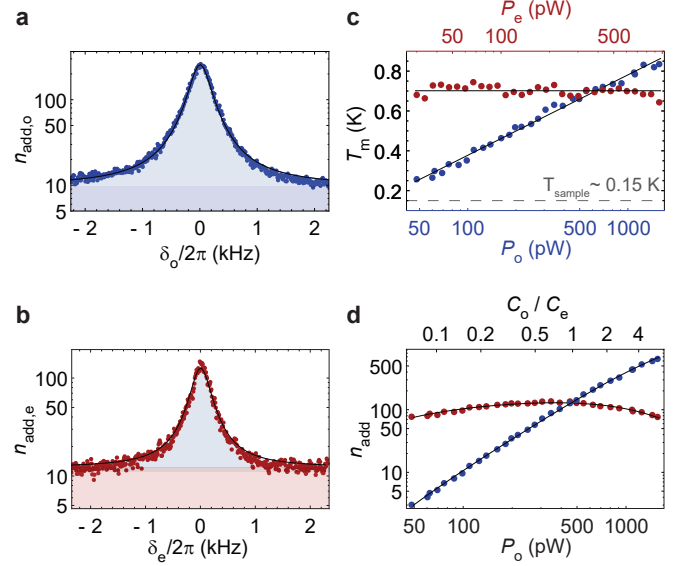 a
100
50
10
5
n_add,o
- 2 - 1 0 1 2
δ_o/2π (kHz)
c
P_e (pW)
50 100 500
0.8
0.6
0.4
0.2
T_m (K)
T_sample ~ 0.15 K
50 100 500 1000
P_o (pW)
b
100
50
10
5
n_add,e
- 2 - 1 0 1 2
δ_e/2π (kHz)
d
C_o / C_e
0.1 0.2 0.5 1 2 4
500
100
50
10
5
n_add
50 100 500 1000
P_o (pW)